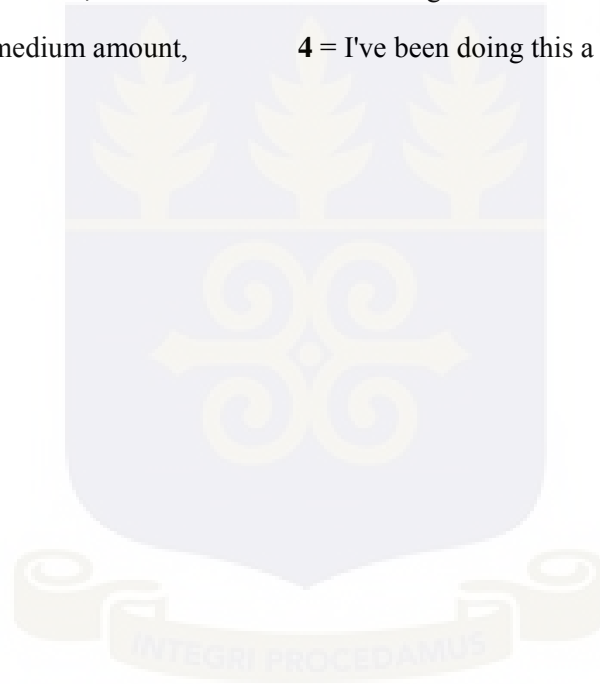 medium amount, 4 = I've been doing this a
INTEGRI PROCEDAMUS